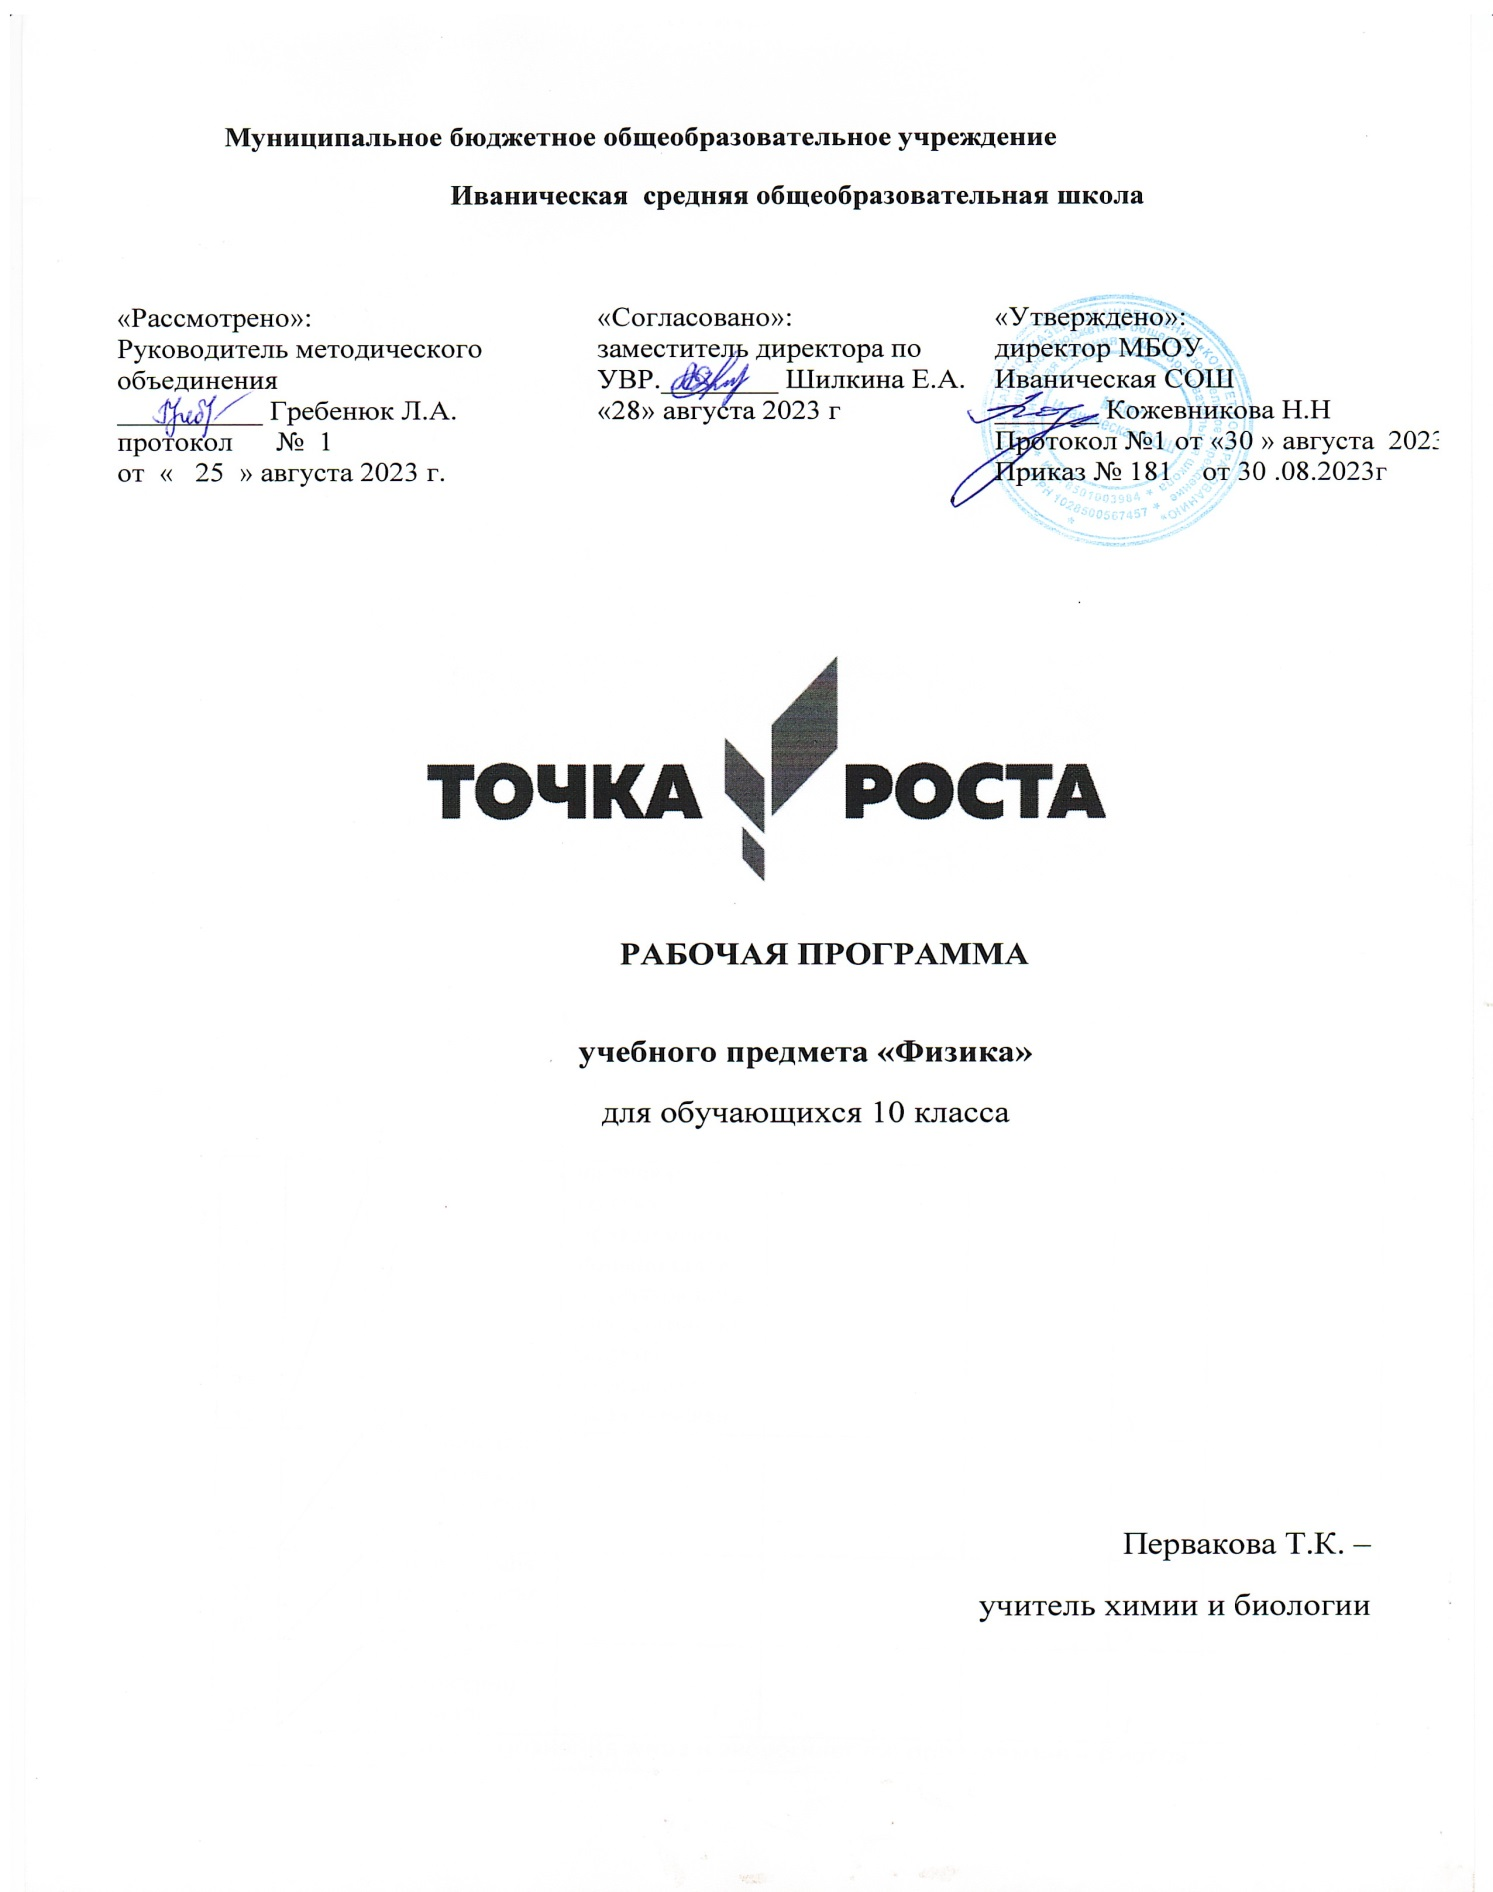 Муниципальное бюджетное общеобразовательное учреждение
Иваническая средняя общеобразовательная школа
«Рассмотрено»:
Руководитель методического
объединения
___________ Гребенюк Л.А.
протокол № 1
от « 25 » августа 2023 г.
«Согласовано»:
заместитель директора по
УВР.________ Шилкина Е.А.
«28» августа 2023 г
«Утверждено»:
директор МБОУ
Иваническая СОШ
________ Кожевникова Н.Н
Протокол №1 от «30 » августа 2023
Приказ № 181 от 30 .08.2023г
ТОЧКА РОСТА
РАБОЧАЯ ПРОГРАММА
учебного предмета «Физика»
для обучающихся 10 класса
Первакова Т.К. –
учитель химии и биологии